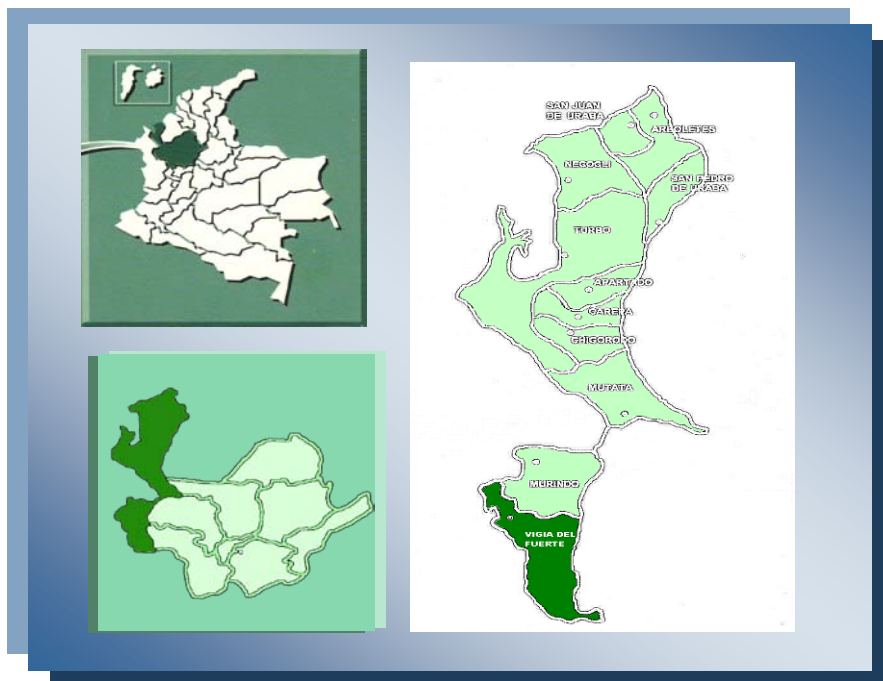 SAN JUAN
DE URABA
ARBOLETES
NECOCLI
SAN PEDRO
DE URABA
TURBO
APARTADO
CAREPA
CHIGORODO
MUTATA
MURINDO
VIGIA DEL
FUERTE